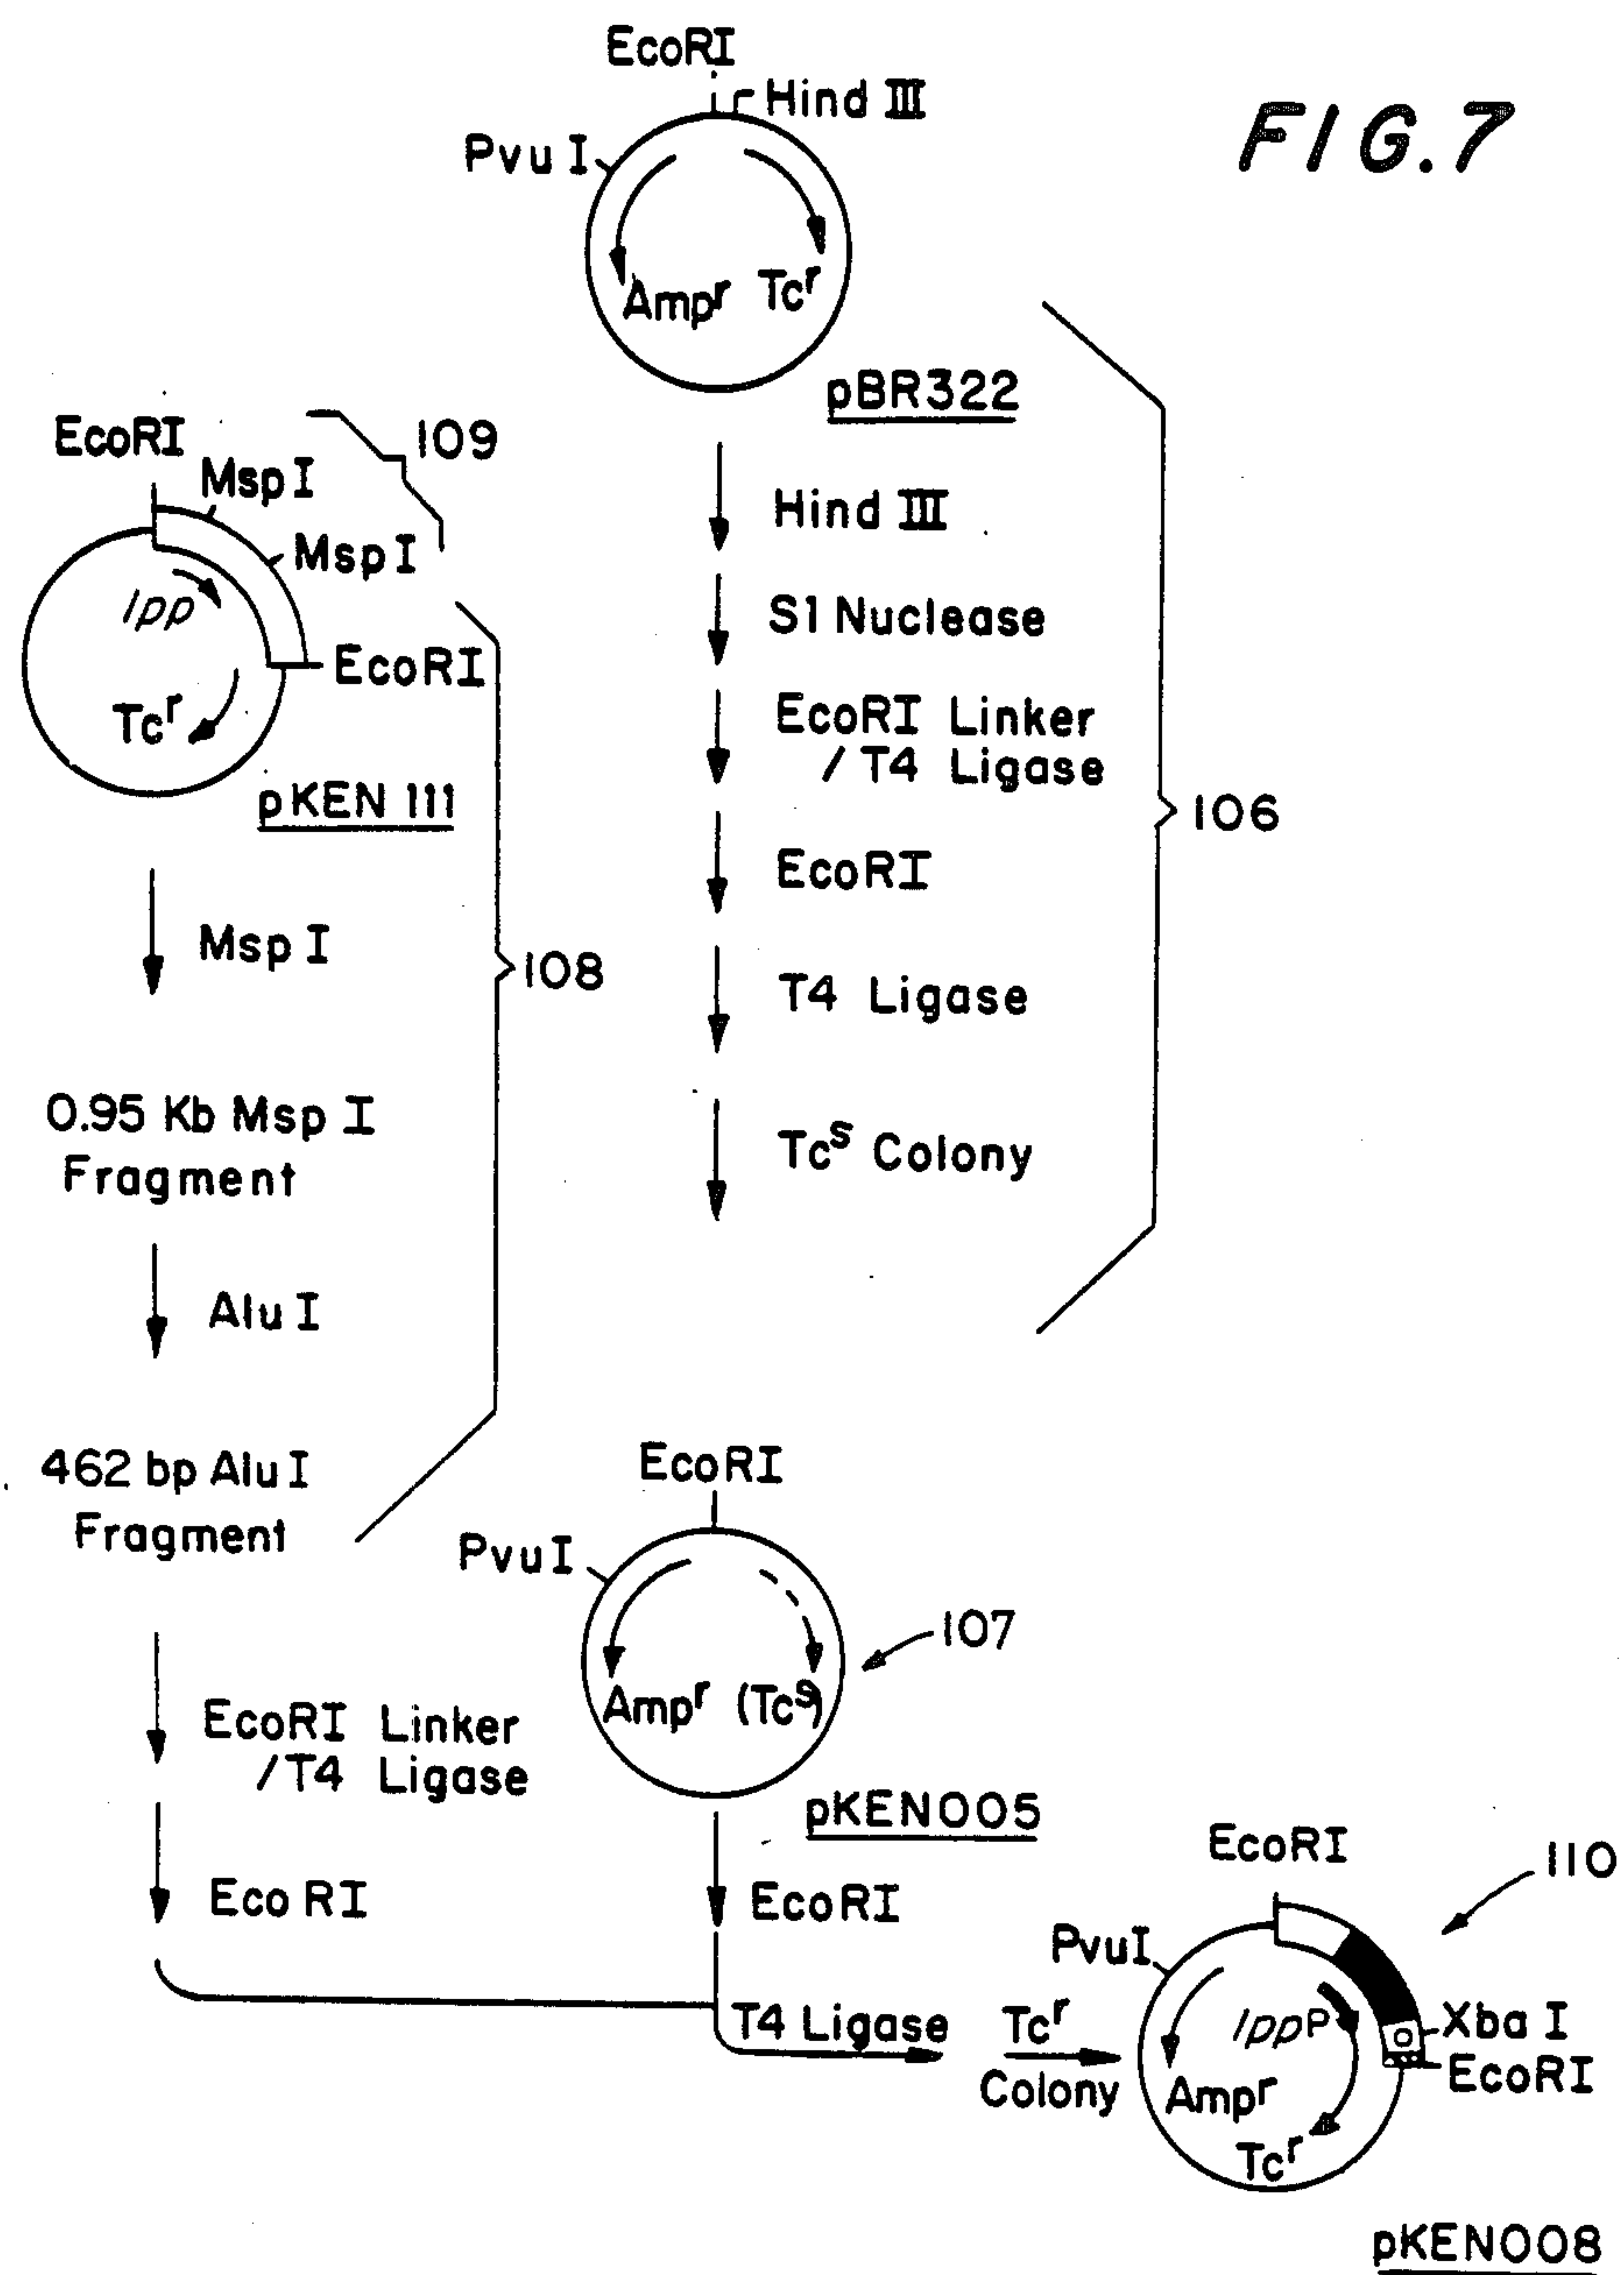 FIG.7
EcoRI
Hind III
Pvu I
Ampr Tcr
pBR322
Hind III
S1 Nuclease
EcoRI Linker
/ T4 Ligase
EcoRI
T4 Ligase
Tcs Colony
106
EcoRI
109
Msp I
Msp I
lpp
EcoRI
Tcr
pKEN 111
Msp I
108
0.95 Kb Msp I
Fragment
Alu I
462 bp Alu I
Fragment
EcoRI Linker
/T4 Ligase
Eco RI
EcoRI
PvuI
107
Ampr (Tcs)
pKEN005
EcoRI
T4 Ligase
Tcr
Colony
EcoRI
110
PvuI
lppP
Xba I
O
EcoRI
Ampr
Tcr
pKEN008